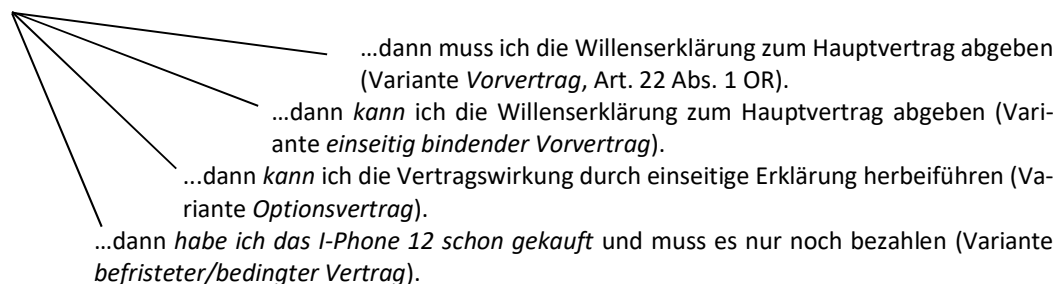 …dann muss ich die Willenserklärung zum Hauptvertrag abgeben
(Variante Vorvertrag, Art. 22 Abs. 1 OR).
…dann kann ich die Willenserklärung zum Hauptvertrag abgeben (Vari-
ante einseitig bindender Vorvertrag).
...dann kann ich die Vertragswirkung durch einseitige Erklärung herbeiführen (Va-
riante Optionsvertrag).
…dann habe ich das I-Phone 12 schon gekauft und muss es nur noch bezahlen (Variante
befristeter/bedingter Vertrag).